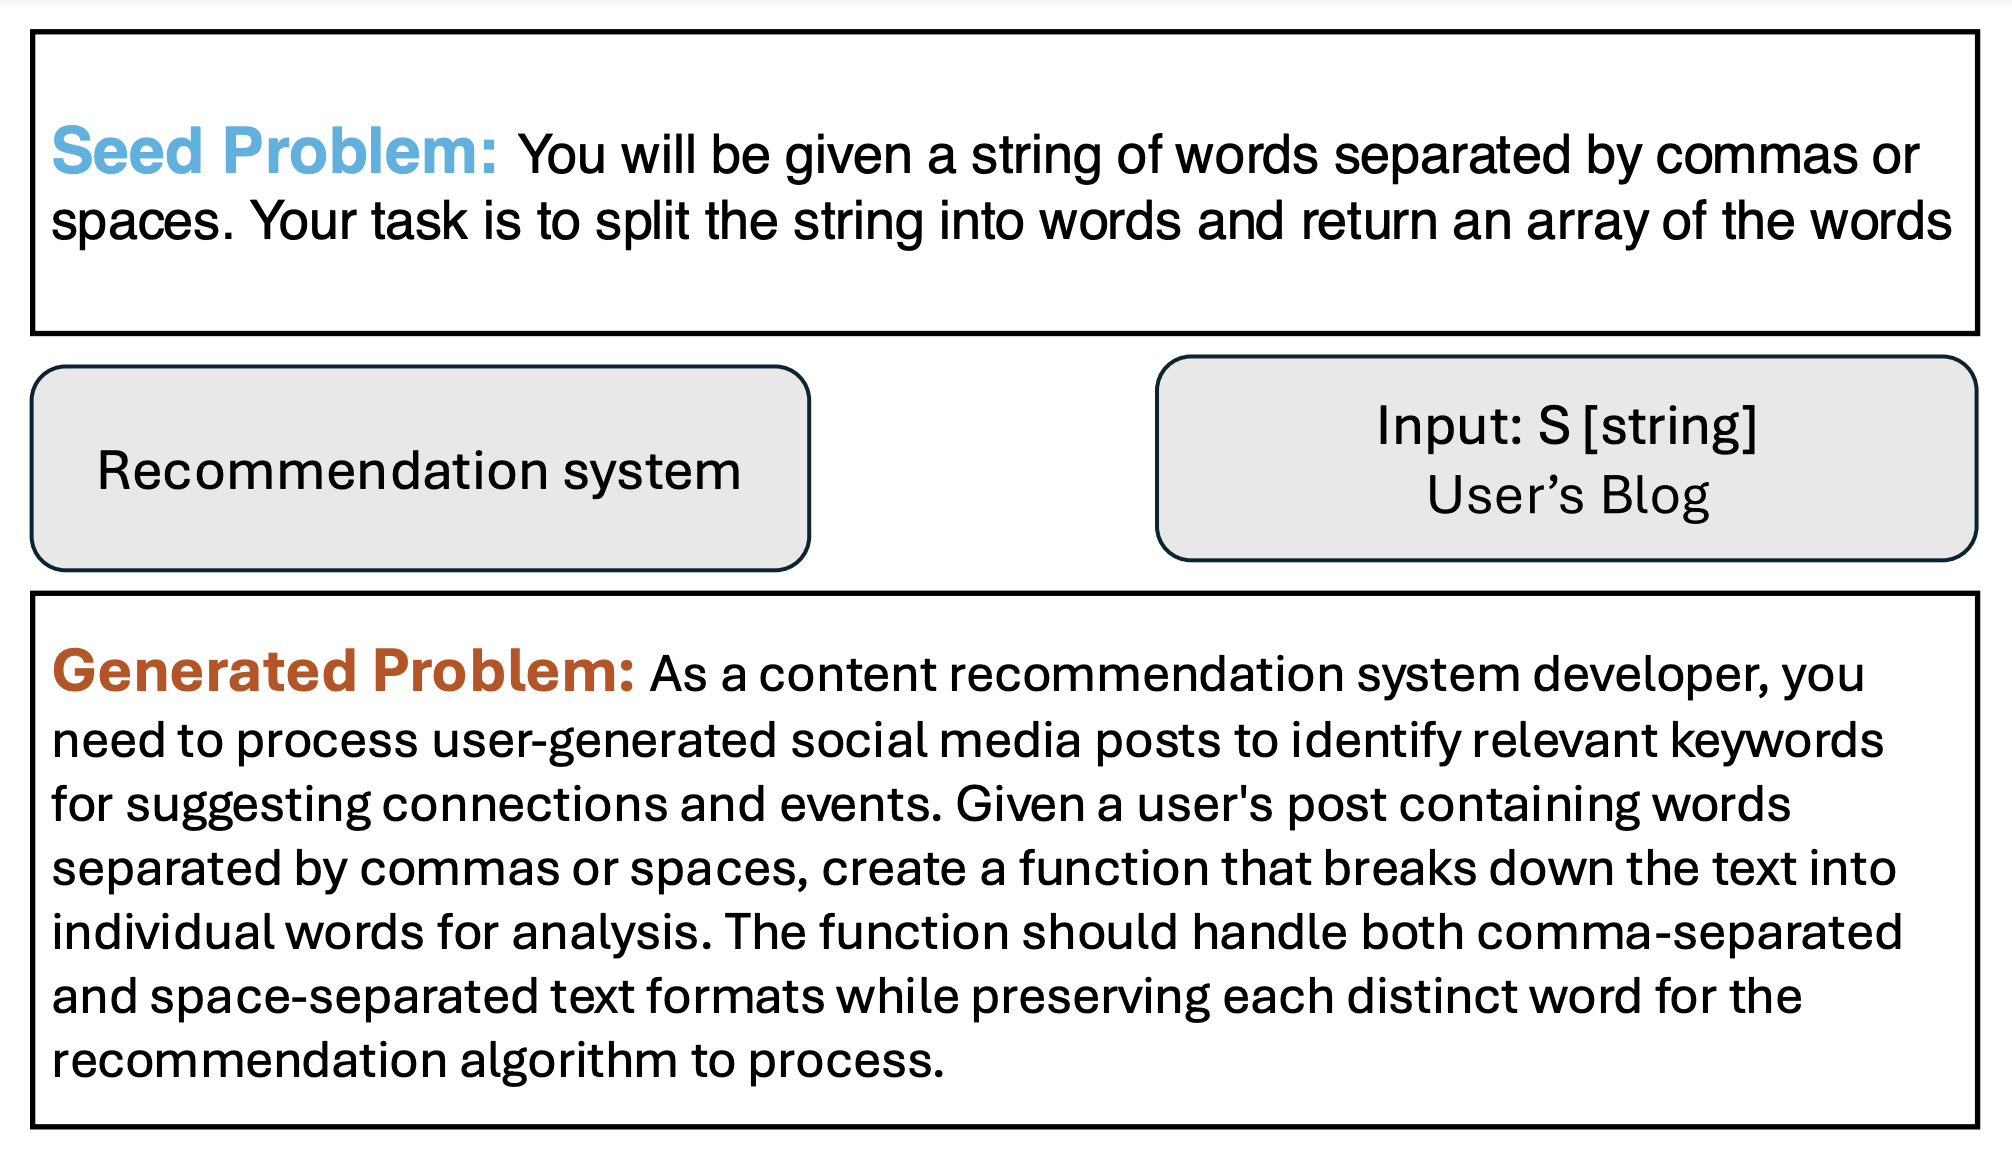 Seed Problem: You will be given a string of words separated by commas or
spaces. Your task is to split the string into words and return an array of the words
Recommendation system
Input: S [string]
User’s Blog
Generated Problem: As a content recommendation system developer, you
need to process user-generated social media posts to identify relevant keywords
for suggesting connections and events. Given a user's post containing words
separated by commas or spaces, create a function that breaks down the text into
individual words for analysis. The function should handle both comma-separated
and space-separated text formats while preserving each distinct word for the
recommendation algorithm to process.